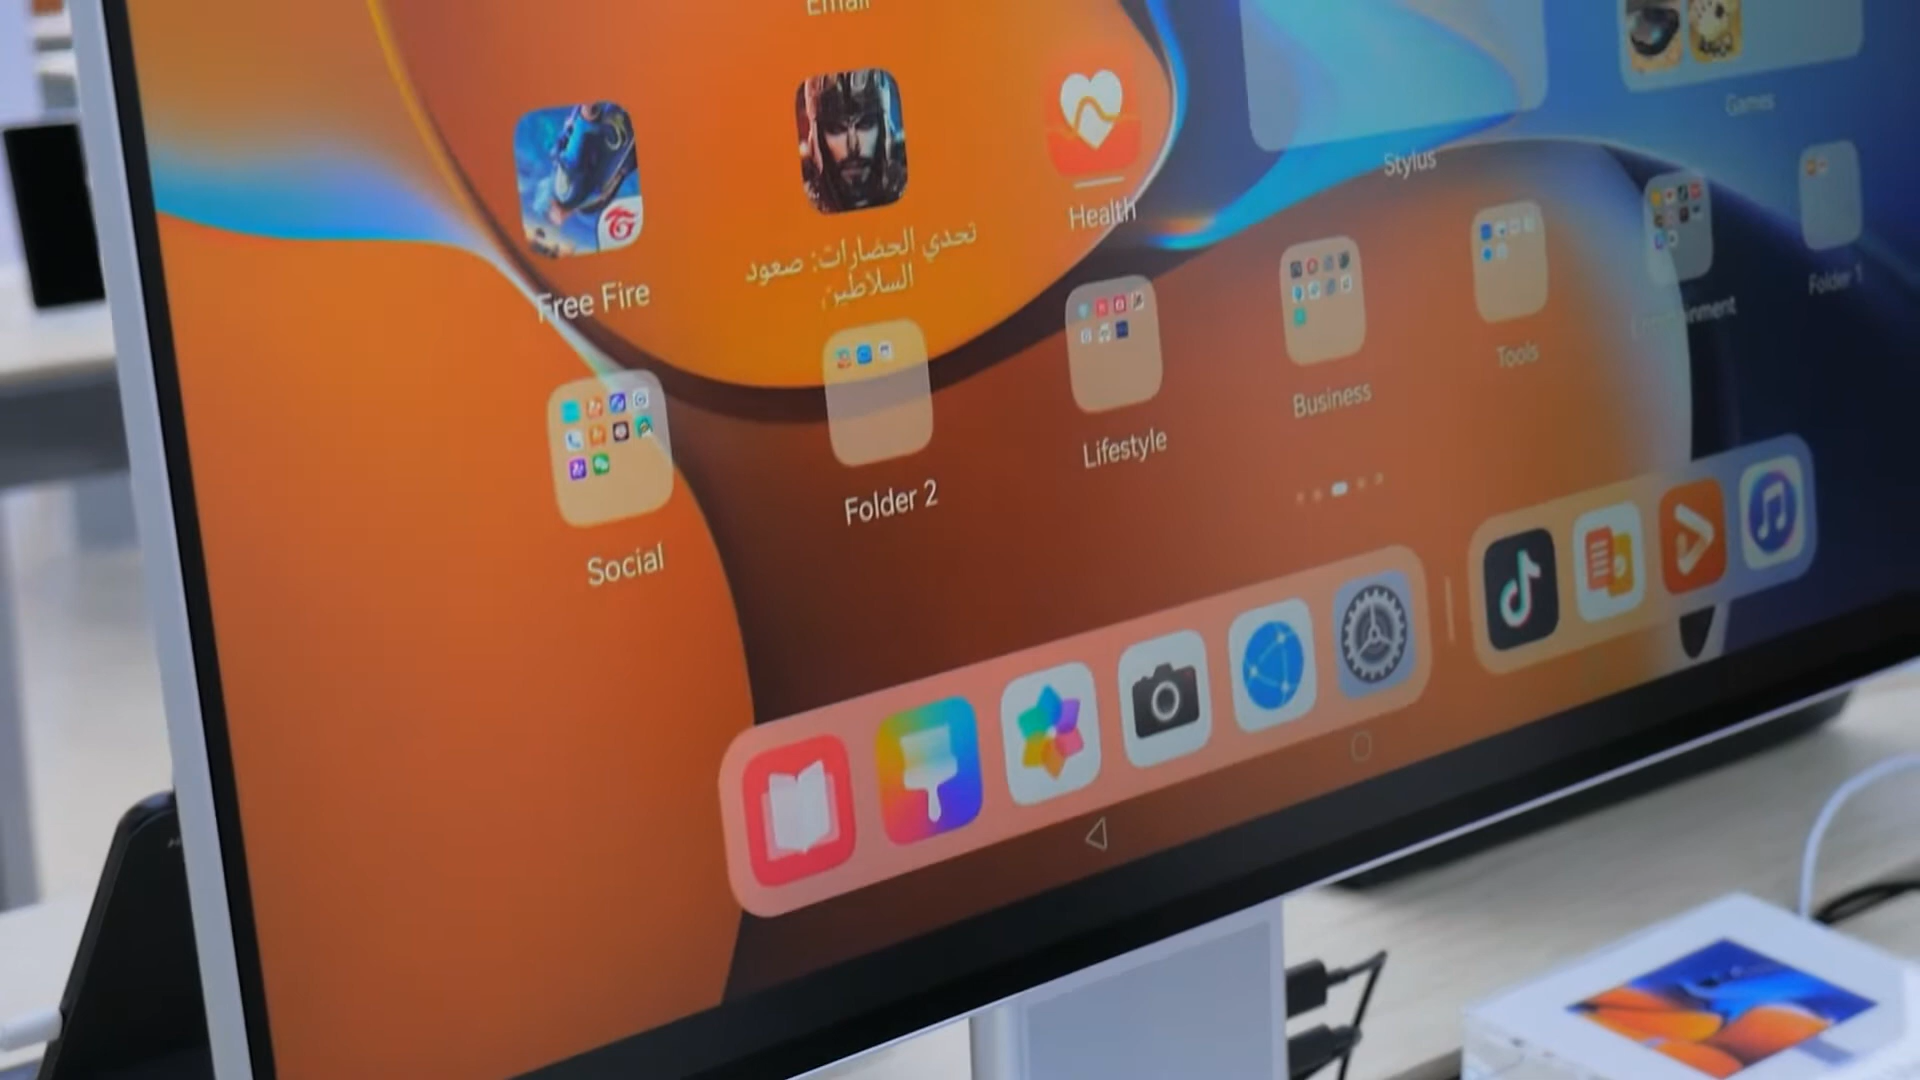 Email
Games
Stylus
Health
تحدي الحضارات: صعود
السلاطين
Free Fire
Folder 1
Tools
Business
Lifestyle
Folder 2
Social